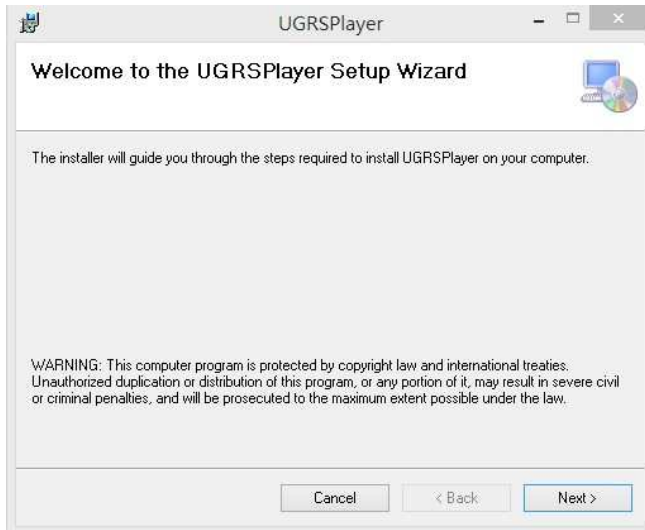 UGRSPlayer
Welcome to the UGRSPlayer Setup Wizard
The installer will guide you through the steps required to install UGRSPlayer on your computer.
WARNING: This computer program is protected by copyright law and international treaties.
Unauthorized duplication or distribution of this program, or any portion of it, may result in severe civil
or criminal penalties, and will be prosecuted to the maximum extent possible under the law.
Cancel
< Back
Next >